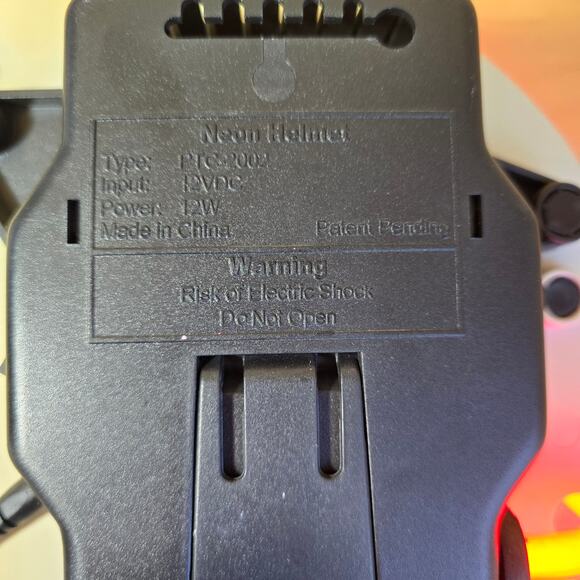 Neon Helmet
Type: PTC-2002
Input: 12VDC
Power: 12W
Made in China Patent Pending
Warning
Risk of Electric Shock
Do Not Open